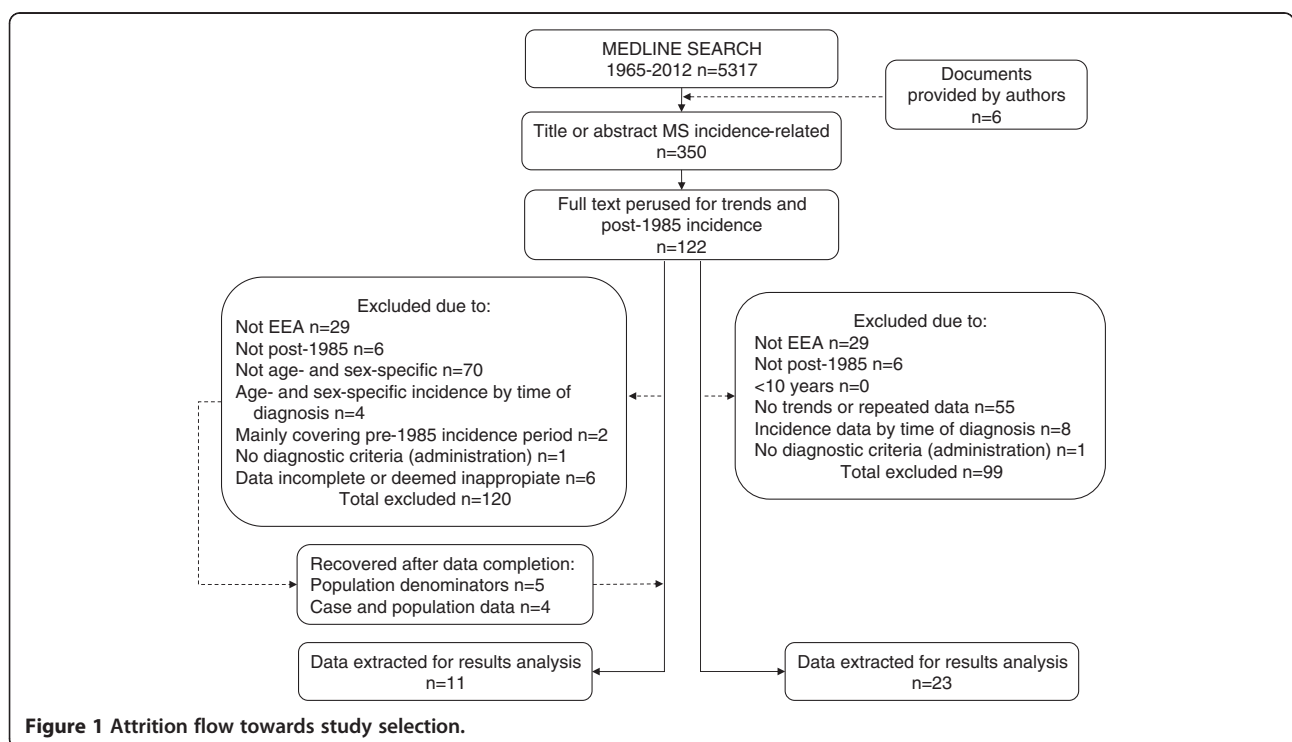 MEDLINE SEARCH
1965-2012 n=5317
Documents
provided by authors
n=6
Title or abstract MS incidence-related
n=350
Full text perused for trends and
post-1985 incidence
n=122
Excluded due to:
Not EEA n=29
Not post-1985 n=6
Not age- and sex-specific n=70
Age- and sex-specific incidence by time of
diagnosis n=4
Mainly covering pre-1985 incidence period n=2
No diagnostic criteria (administration) n=1
Data incomplete or deemed inappropiate n=6
Total excluded n=120
Excluded due to:
Not EEA n=29
Not post-1985 n=6
<10 years n=0
No trends or repeated data n=55
Incidence data by time of diagnosis n=8
No diagnostic criteria (administration) n=1
Total excluded n=99
Recovered after data completion:
Population denominators n=5
Case and population data n=4
Data extracted for results analysis
n=11
Data extracted for results analysis
n=23
Figure 1 Attrition flow towards study selection.